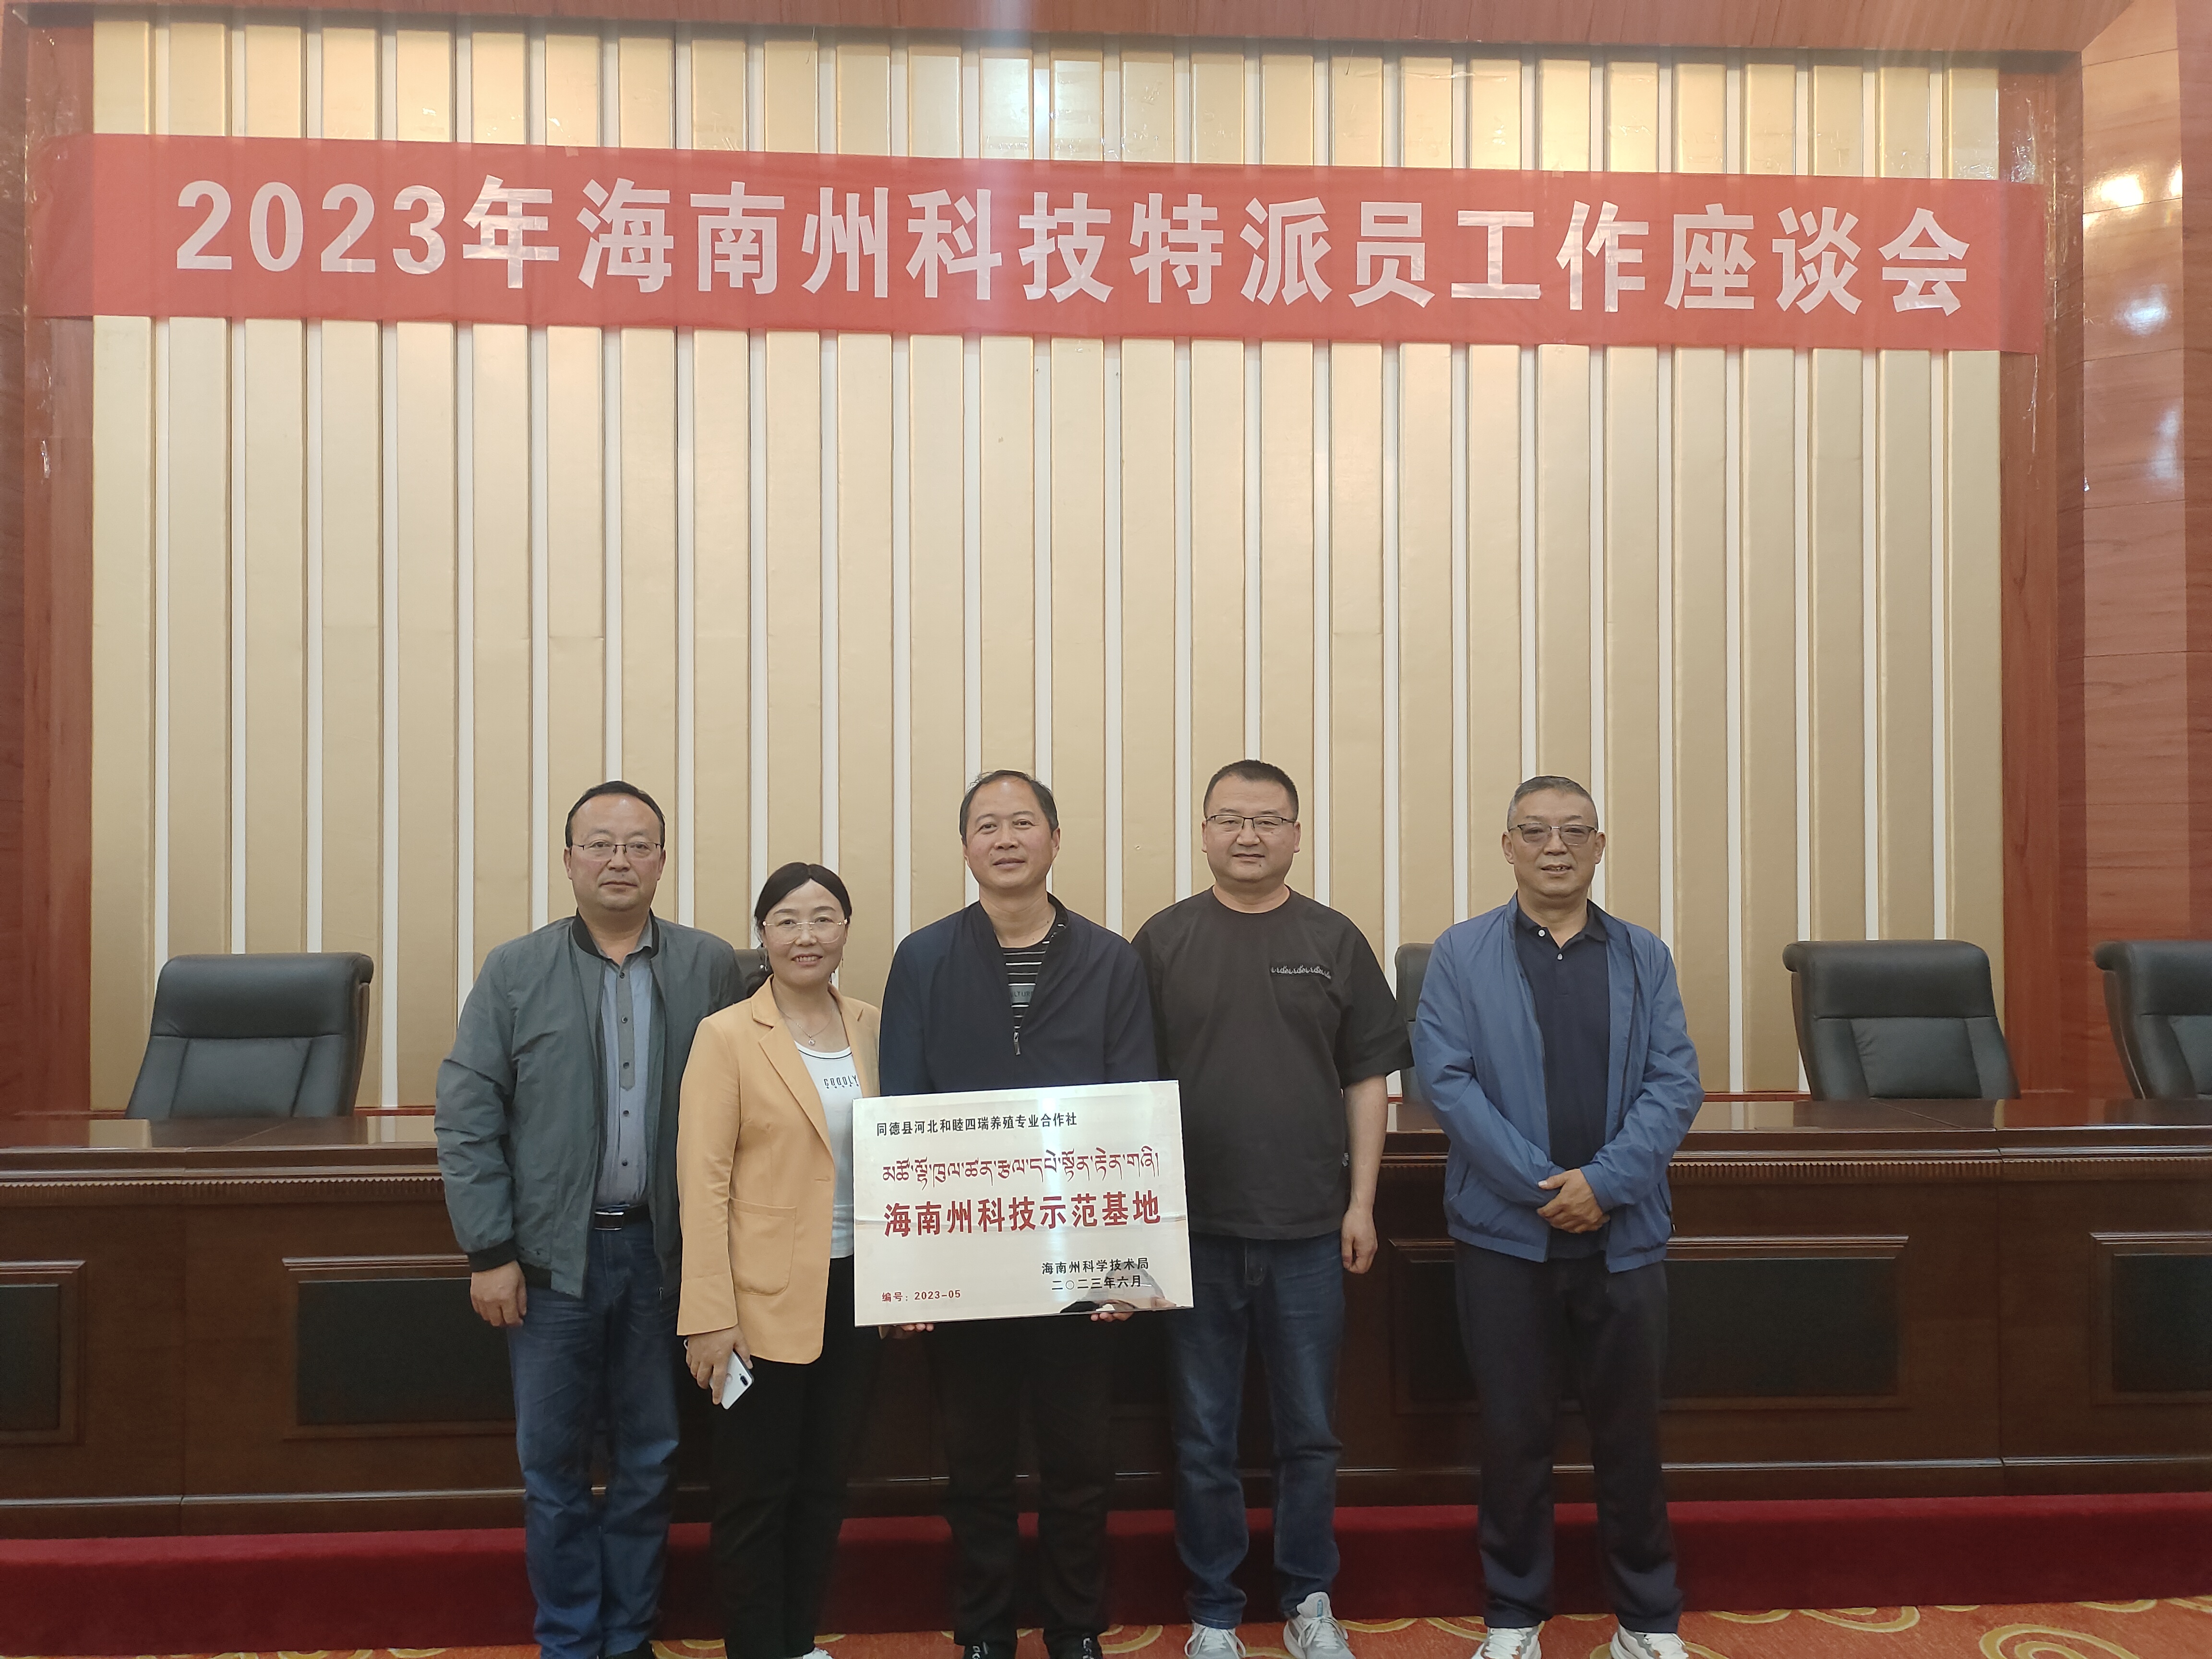 2023年海南州科技特派员工作座谈会
同德县河北和睦四瑞养殖专业合作社
མཚོ་ལྷོ་ཁུལ་ཚན་རྩལ་དཔེ་སྟོན་རྟེན་གཞི།
海南州科技示范基地
海南州科学技术局
二〇二三年六月
编号：2023-05